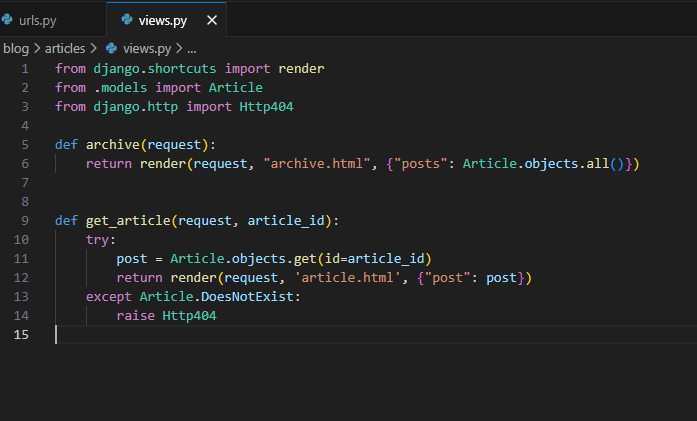 urls.py views.py ×
blog > articles > views.py > ...
1 from django.shortcuts import render
2 from .models import Article
3 from django.http import Http404
4
5 def archive(request):
6     return render(request, "archive.html", {"posts": Article.objects.all()})
7
8
9 def get_article(request, article_id):
10     try:
11         post = Article.objects.get(id=article_id)
12         return render(request, 'article.html', {"post": post})
13     except Article.DoesNotExist:
14         raise Http404
15